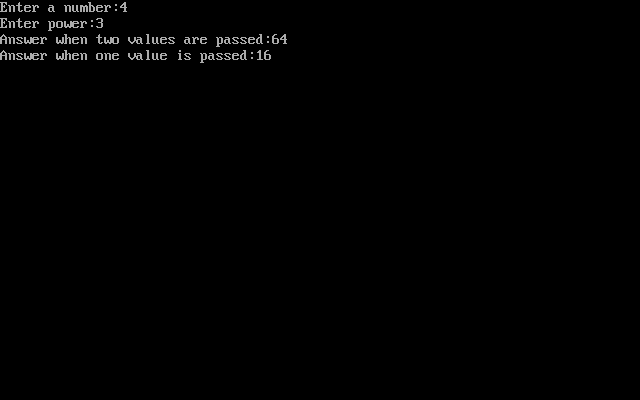 Enter a number:4
Enter power:3
Answer when two values are passed:64
Answer when one value is passed:16